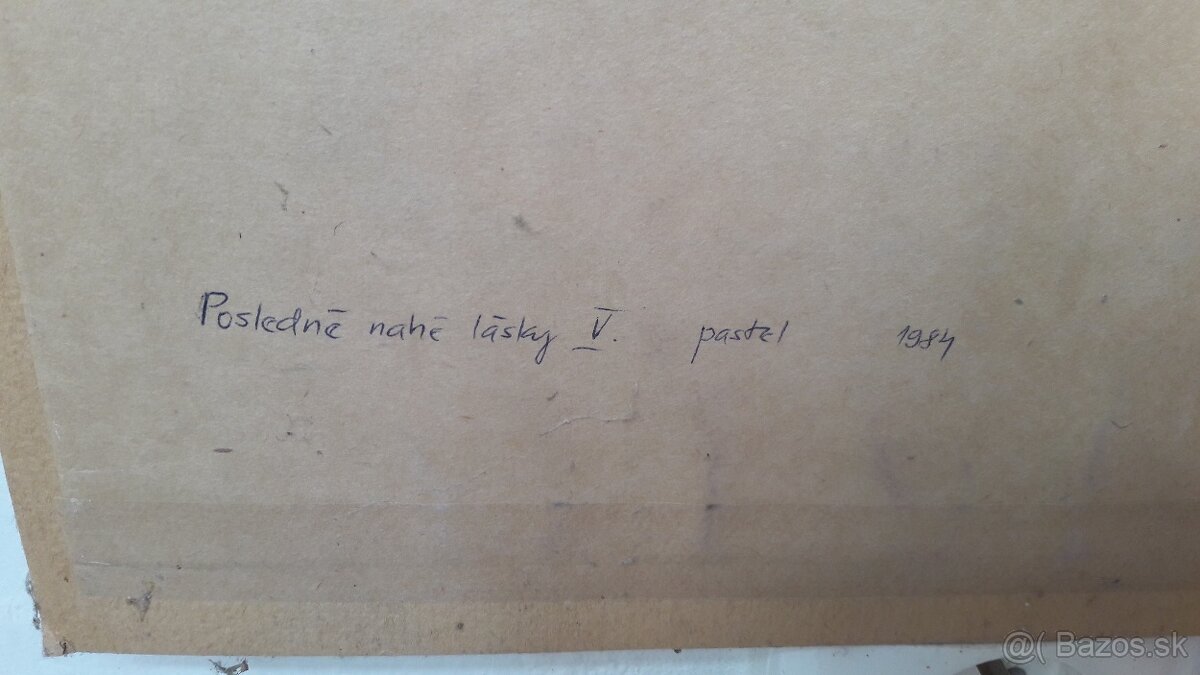 Posledné nahé lásky V. pastel 1984
@( Bazos.sk